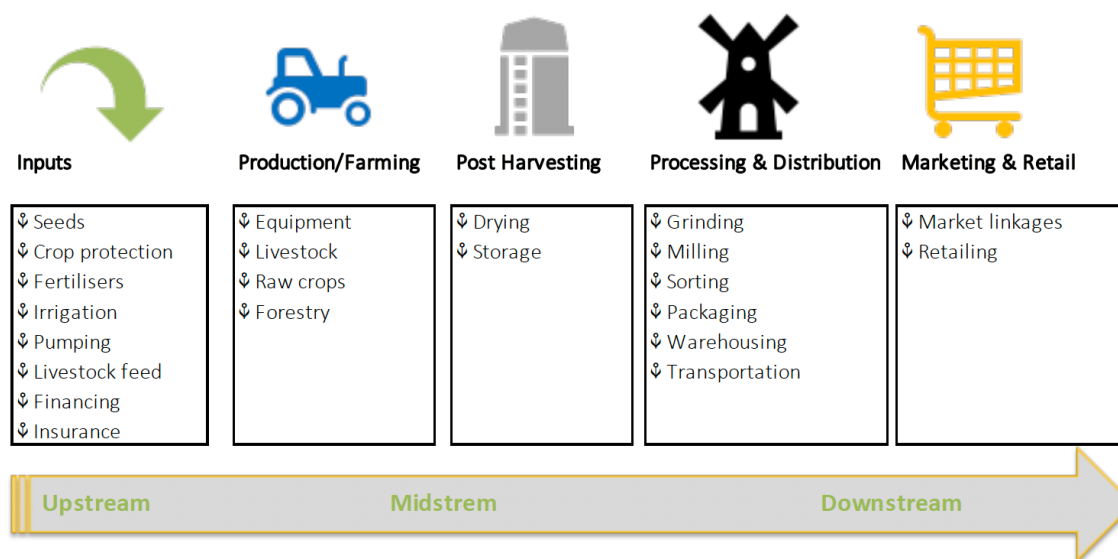 Inputs
Seeds
Crop protection
Fertilisers
Irrigation
Pumping
Livestock feed
Financing
Insurance
Production/Farming
Equipment
Livestock
Raw crops
Forestry
Post Harvesting
Drying
Storage
Processing & Distribution
Grinding
Milling
Sorting
Packaging
Warehousing
Transportation
Marketing & Retail
Market linkages
Retailing
Upstream
Midstrem
Downstream